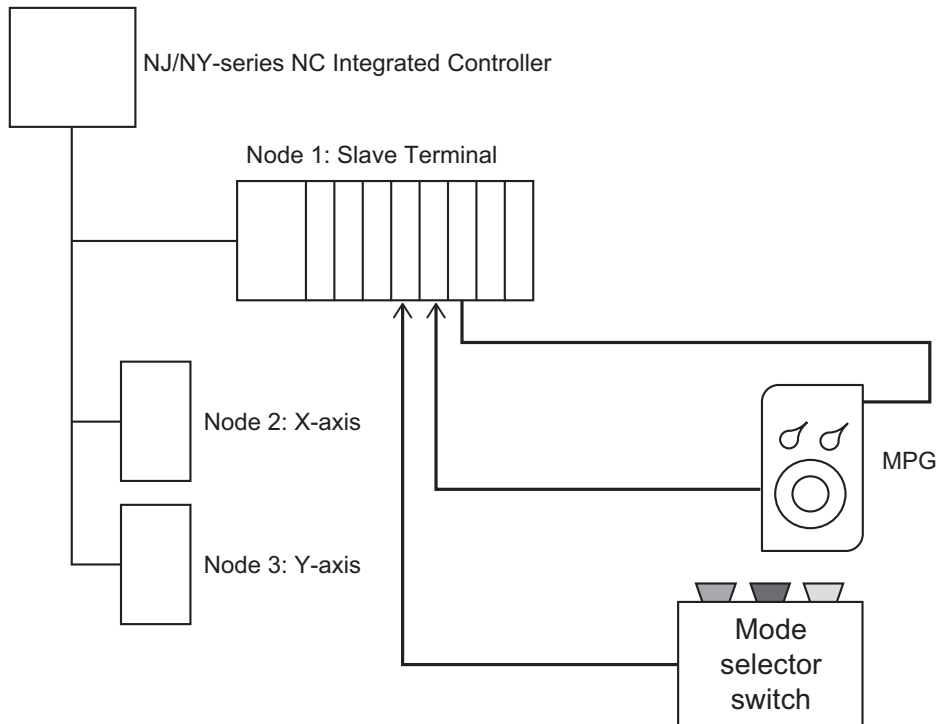 NJ/NY-series NC Integrated Controller
Node 1: Slave Terminal
Node 2: X-axis
MPG
Node 3: Y-axis
Mode
selector
switch